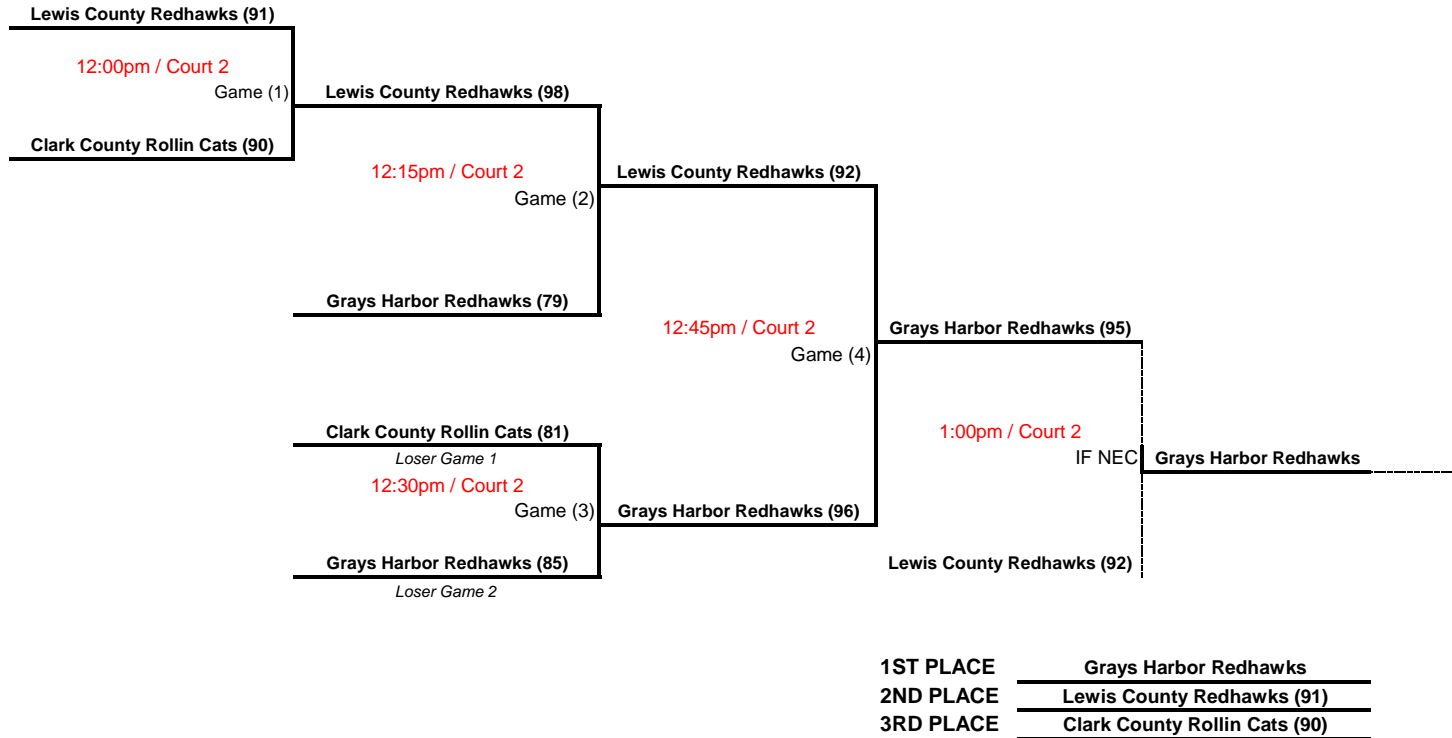 Lewis County Redhawks (91)
12:00pm / Court 2
Game (1)
Lewis County Redhawks (98)
Clark County Rollin Cats (90)
12:15pm / Court 2
Lewis County Redhawks (92)
Game (2)
Grays Harbor Redhawks (79)
12:45pm / Court 2
Grays Harbor Redhawks (95)
Game (4)
Clark County Rollin Cats (81)
Loser Game 1
1:00pm / Court 2
IF NEC
Grays Harbor Redhawks
12:30pm / Court 2
Game (3)
Grays Harbor Redhawks (96)
Grays Harbor Redhawks (85)
Loser Game 2
Lewis County Redhawks (92)
1ST PLACE Grays Harbor Redhawks
2ND PLACE Lewis County Redhawks (91)
3RD PLACE Clark County Rollin Cats (90)